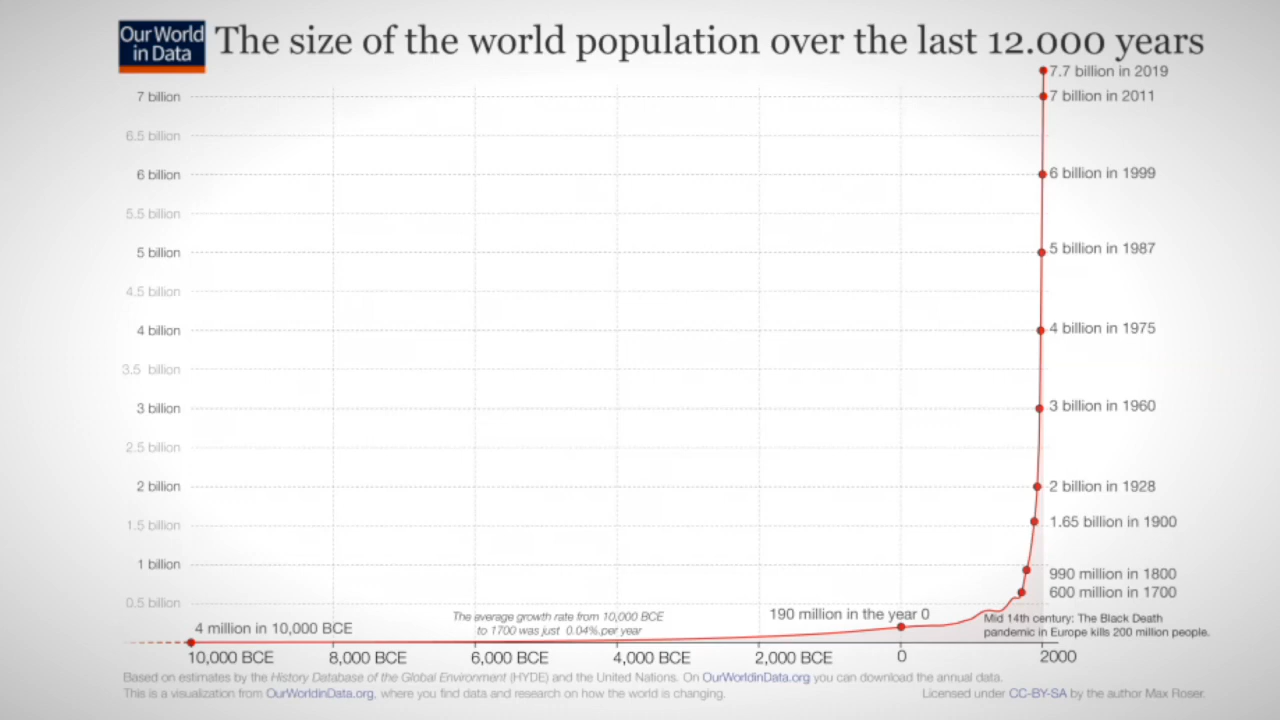 Our World
in Data
The size of the world population over the last 12.000 years
7.7 billion in 2019
7 billion
7 billion in 2011
6.5 billion
6 billion
6 billion in 1999
5.5 billion
5 billion
5 billion in 1987
4.5 billion
4 billion
4 billion in 1975
3.5 billion
3 billion
3 billion in 1960
2.5 billion
2 billion
2 billion in 1928
1.5 billion
1.65 billion in 1900
1 billion
990 million in 1800
600 million in 1700
0.5 billion
4 million in 10,000 BCE
The average growth rate from 10,000 BCE
to 1700 was just 0.04% per year
190 million in the year 0
Mid 14th century: The Black Death
pandemic in Europe kills 200 million people.
10,000 BCE 8,000 BCE 6,000 BCE 4,000 BCE 2,000 BCE 0 2000
Based on estimates by the History Database of the Global Environment (HYDE) and the United Nations. On OurWorldinData.org you can download the annual data.
This is a visualization from OurWorldinData.org, where you find data and research on how the world is changing.
Licensed under CC-BY-SA by the author Max Roser.